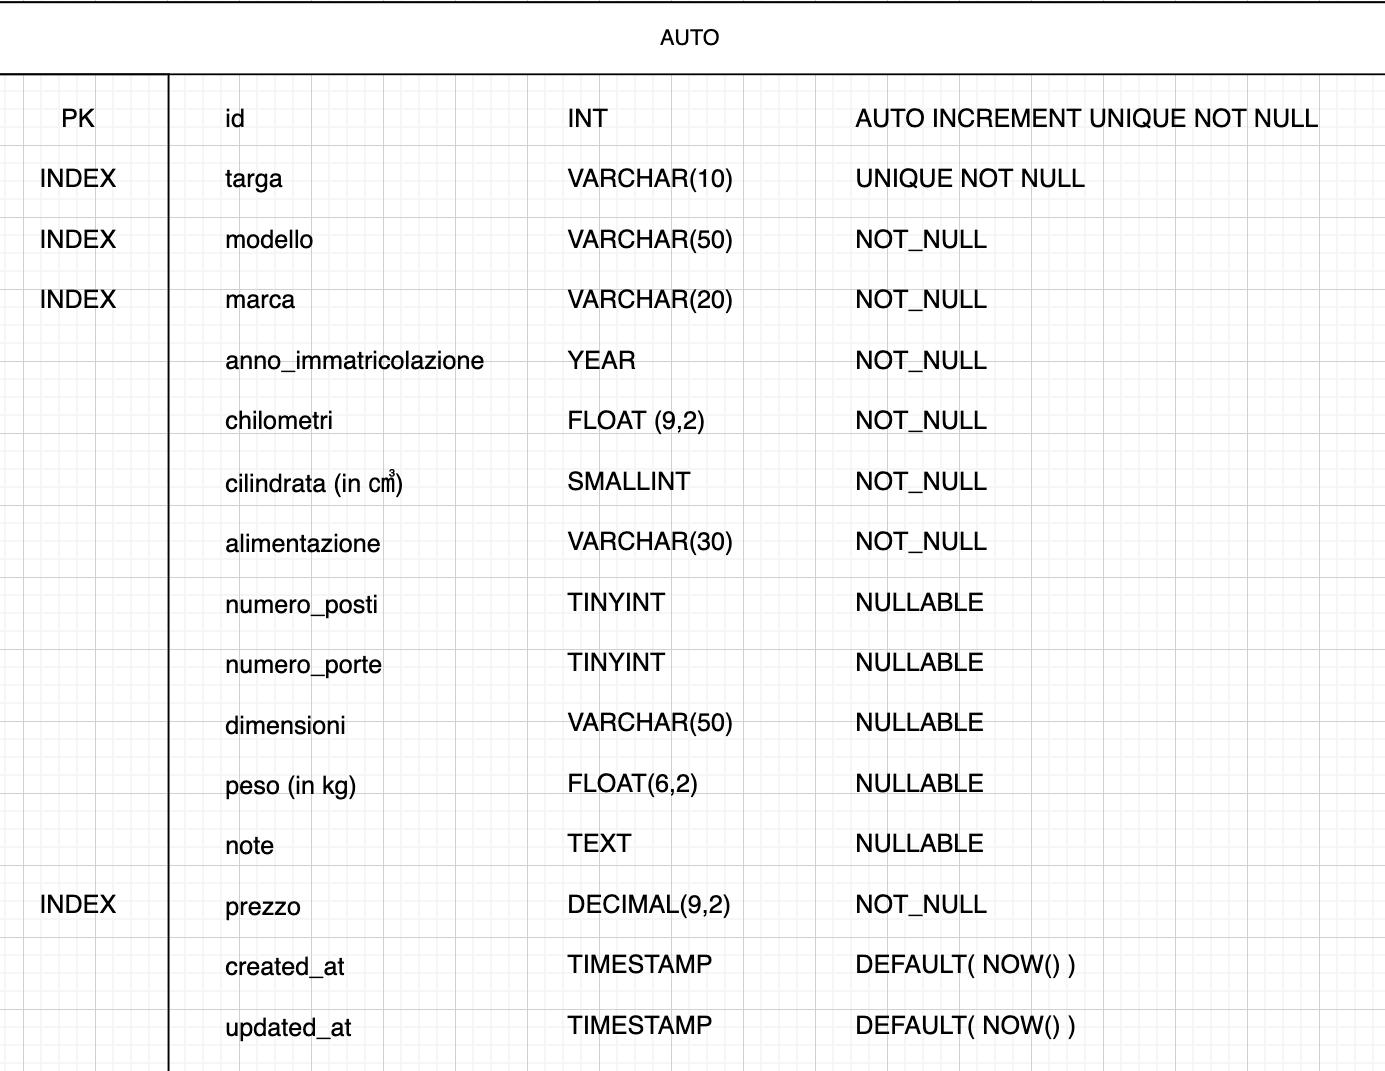 AUTO
PK id INT AUTO INCREMENT UNIQUE NOT NULL
INDEX targa VARCHAR(10) UNIQUE NOT NULL
INDEX modello VARCHAR(50) NOT_NULL
INDEX marca VARCHAR(20) NOT_NULL
anno_immatricolazione YEAR NOT_NULL
chilometri FLOAT (9,2) NOT_NULL
cilindrata (in ㎤) SMALLINT NOT_NULL
alimentazione VARCHAR(30) NOT_NULL
numero_posti TINYINT NULLABLE
numero_porte TINYINT NULLABLE
dimensioni VARCHAR(50) NULLABLE
peso (in kg) FLOAT(6,2) NULLABLE
note TEXT NULLABLE
INDEX prezzo DECIMAL(9,2) NOT_NULL
created_at TIMESTAMP DEFAULT( NOW() )
updated_at TIMESTAMP DEFAULT( NOW() )